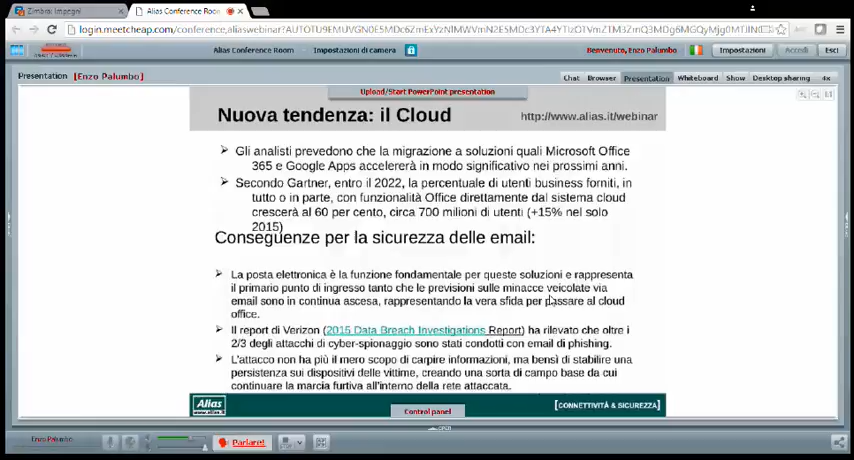 Zimbra: Impegni
Alias Conference Room
Alias Conference Room
Impostazioni di camera
Benvenuto, Enzo Palumbo
Impostazioni
Accedi
Esci
Presentation
[Enzo Palumbo]
Chat
Browser
Presentation
Whiteboard
Show
Desktop sharing
4x
Upload/Start PowerPoint presentation
Nuova tendenza: il Cloud
http://www.alias.it/webinar
Gli analisti prevedono che la migrazione a soluzioni quali Microsoft Office
365 e Google Apps accelererà in modo significativo nei prossimi anni.
Secondo Gartner, entro il 2022, la percentuale di utenti business forniti, in
tutto o in parte, con funzionalità Office direttamente dal sistema cloud
crescerà al 60 per cento, circa 700 milioni di utenti (+15% nel solo
2015)
Conseguenze per la sicurezza delle email:
La posta elettronica è la funzione fondamentale per queste soluzioni e rappresenta
il primario punto di ingresso tanto che le previsioni sulle minacce veicolate via
email sono in continua ascesa, rappresentando la vera sfida per passare al cloud
office.
Il report di Verizon (2015 Data Breach Investigations Report) ha rilevato che oltre i
2/3 degli attacchi di cyber-spionaggio sono stati condotti con email di phishing.
L'attacco non ha più il mero scopo di carpire informazioni, ma bensì di stabilire una
persistenza sui dispositivi delle vittime, creando una sorta di campo base da cui
continuare la marcia furtiva all'interno della rete attaccata.
Alias
www.alias.it
[CONNETTIVITÀ & SICUREZZA]
Control panel
Enzo Palumbo
Parlare!